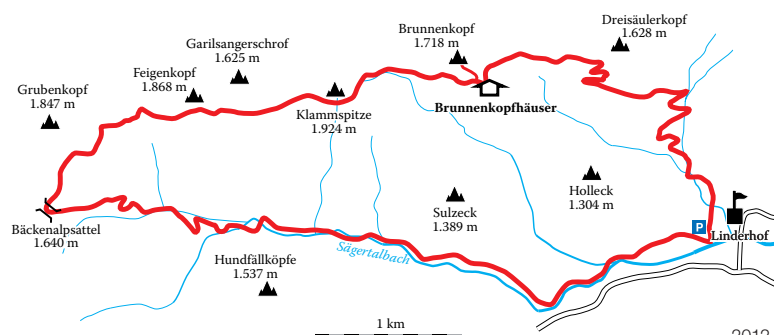 Dreisäulerkopf
1.628 m
Brunnenkopf
1.718 m
Garilsangerschrof
1.625 m
Feigenkopf
1.868 m
Grubenkopf
1.847 m
Brunnenkopfhäuser
Klammspitze
1.924 m
Holleck
1.304 m
Sulzeck
1.389 m
Bäckenalpsattel
1.640 m
P
Linderhof
Sägertalbach
Hundfällköpfe
1.537 m
1 km
2012